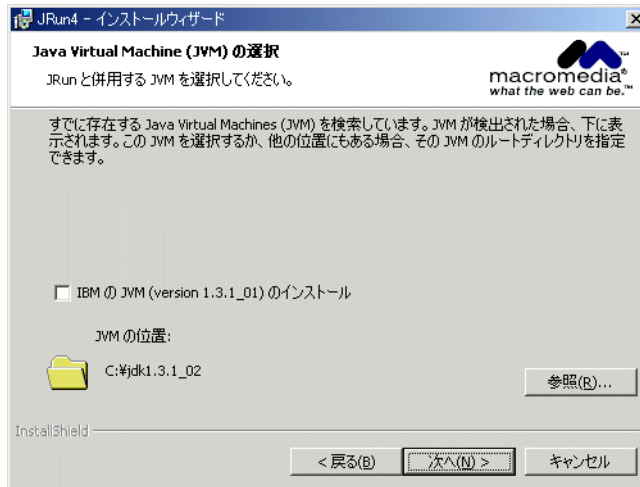 JRun4 - インストールウィザード
Java Virtual Machine (JVM) の選択
JRun と併用する JVM を選択してください。
macromedia®
what the web can be.™
すでに存在する Java Virtual Machines (JVM) を検索しています。JVM が検出された場合、下に表
示されます。この JVM を選択するか、他の位置にもある場合、その JVM のルートディレクトリを指定
できます。
IBM の JVM (version 1.3.1_01) のインストール
JVM の位置:
C:¥jdk1.3.1_02
参照(R)...
InstallShield
< 戻る(B)
次へ(N) >
キャンセル